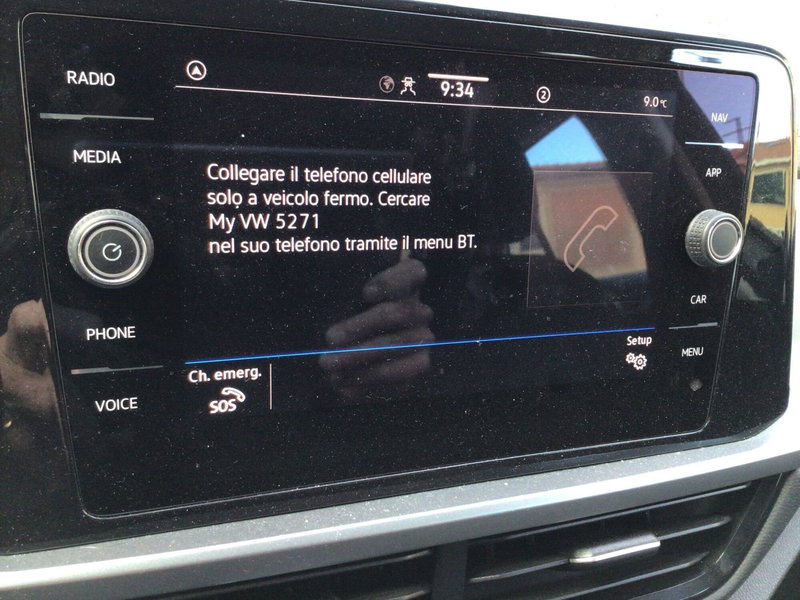 RADIO
9:34
2
9.0 °C
NAV
MEDIA
APP
Collegare il telefono cellulare
solo a veicolo fermo. Cercare
My VW 5271
nel suo telefono tramite il menu BT.
PHONE
CAR
Setup
MENU
Ch. emerg.
SOS
VOICE